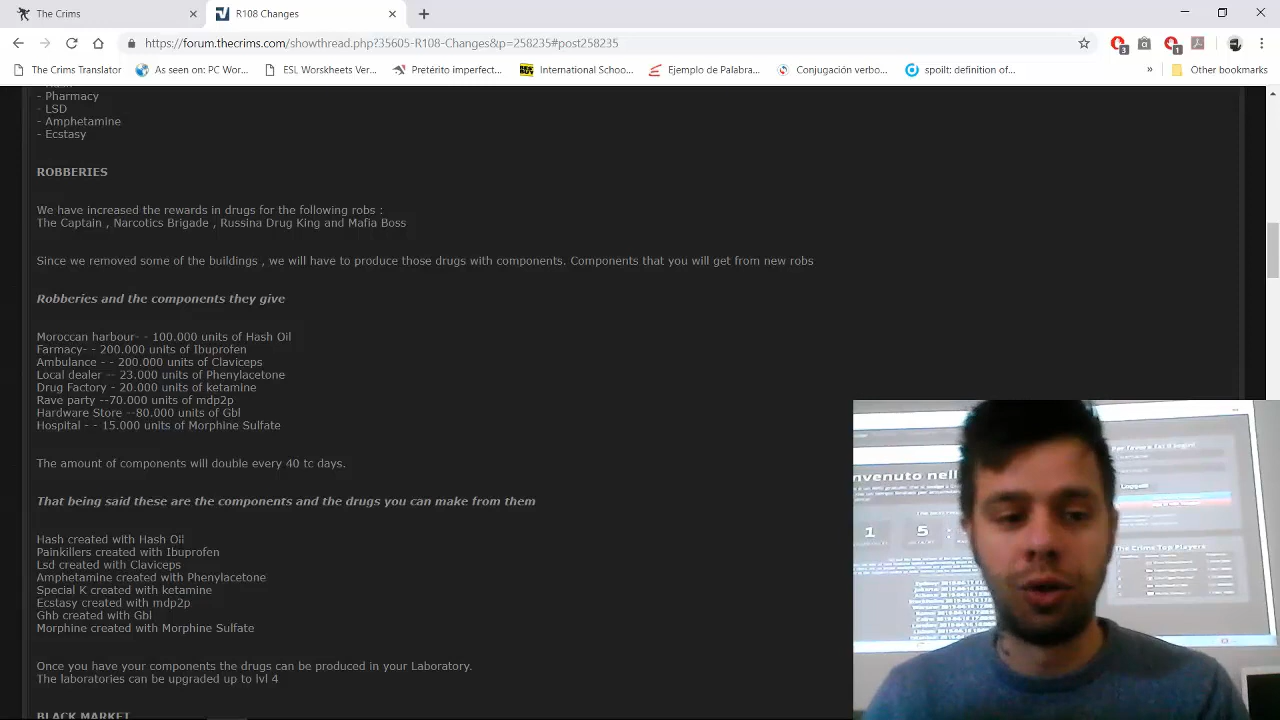 The Crims
R108 Changes
https://forum.thecrims.com/showthread.php?35605-R108-Changes&p=258235#post258235
3
1
The Crims Translator
As seen on: PC Wor...
ESL Worskheets Ver...
Pretérito imperfect...
International Schoo...
Ejemplo de Palabra...
Conjugación verbo...
spoilt: definition of...
»
Other bookmarks
- Pharmacy
- LSD
- Amphetamine
- Ecstasy
ROBBERIES
We have increased the rewards in drugs for the following robs :
The Captain , Narcotics Brigade , Russina Drug King and Mafia Boss
Since we removed some of the buildings , we will have to produce those drugs with components. Components that you will get from new robs
Robberies and the components they give
Moroccan harbour- - 100.000 units of Hash Oil
Farmacy- - 200.000 units of Ibuprofen
Ambulance - - 200.000 units of Claviceps
Local dealer -- 23.000 units of Phenylacetone
Drug Factory - 20.000 units of ketamine
Rave party --70.000 units of mdp2p
Hardware Store --80.000 units of Gbl
Hospital - - 15.000 units of Morphine Sulfate
The amount of components will double every 40 tc days.
That being said these are the components and the drugs you can make from them
Hash created with Hash Oil
Painkillers created with Ibuprofen
Lsd created with Claviceps
Amphetamine created with Phenylacetone
Special K created with ketamine
Ecstasy created with mdp2p
Ghb created with Gbl
Morphine created with Morphine Sulfate
Once you have your components the drugs can be produced in your Laboratory.
The laboratories can be upgraded up to lvl 4
BLACK MARKET
venuto nell
1 5
The Crims Top Players